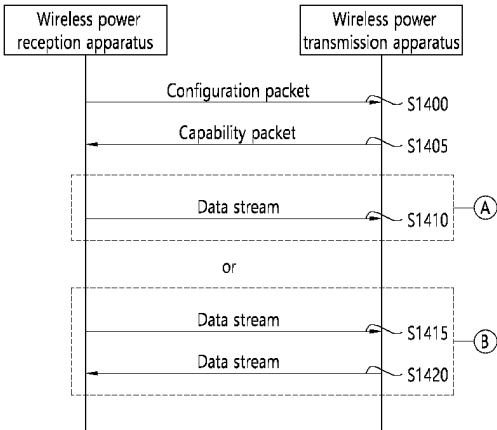 Wireless power
reception apparatus
Wireless power
transmission apparatus
Configuration packet
S1400
Capability packet
S1405
Data stream
S1410
A
or
Data stream
S1415
B
Data stream
S1420